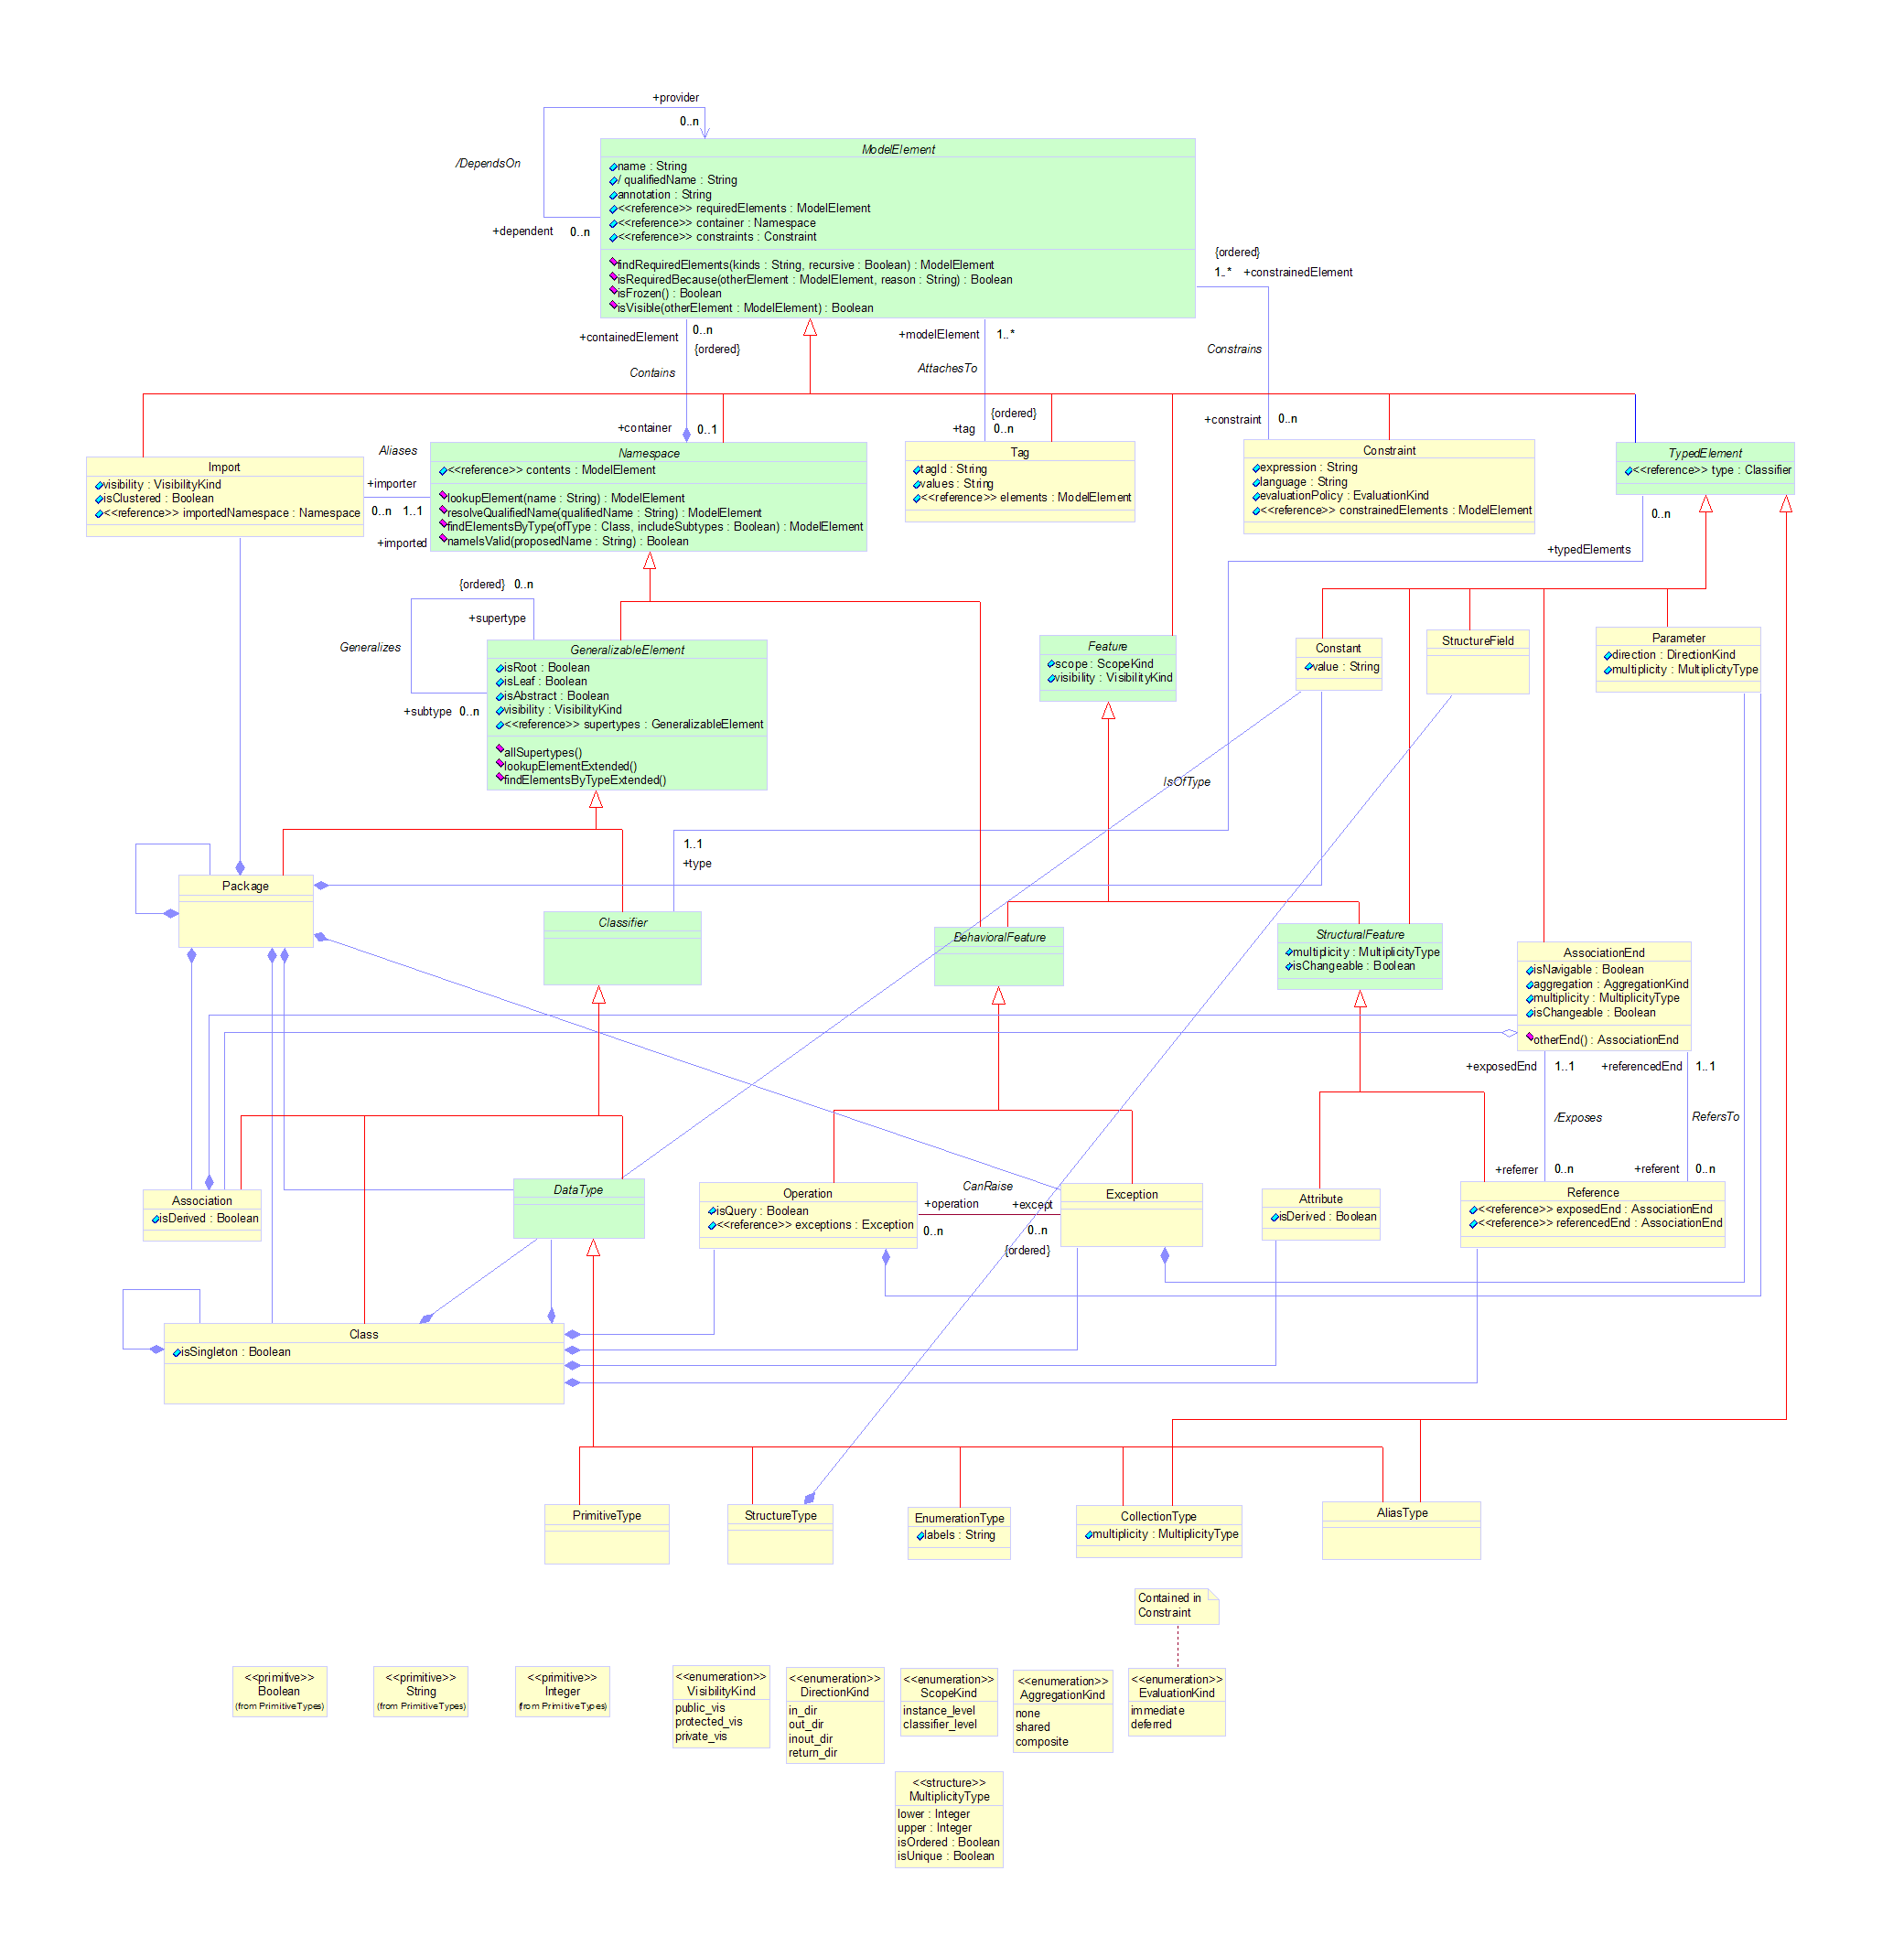 +provider
0..n
/DependsOn
+dependent
0..n
ModelElement
name : String
/ qualifiedName : String
annotation : String
<<reference>> requiredElements : ModelElement
<<reference>> container : Namespace
<<reference>> constraints : Constraint
findRequiredElements(kinds : String, recursive : Boolean) : ModelElement
isRequiredBecause(otherElement : ModelElement, reason : String) : Boolean
isFrozen() : Boolean
isVisible(otherElement : ModelElement) : Boolean
{ordered}
1..* +constrainedElement
+containedElement
0..n
{ordered}
Contains
+container
0..1
+modelElement
1..*
AttachesTo
{ordered}
+tag
0..n
Constrains
+constraint
0..n
Import
visibility : VisibilityKind
isClustered : Boolean
<<reference>> importedNamespace : Namespace
Aliases
+importer
0..n
1..1
+imported
Namespace
<<reference>> contents : ModelElement
lookupElement(name : String) : ModelElement
resolveQualifiedName(qualifiedName : String) : ModelElement
findElementsByType(ofType : Class, includeSubtypes : Boolean) : ModelElement
nameIsValid(proposedName : String) : Boolean
Tag
tagId : String
values : String
<<reference>> elements : ModelElement
Constraint
expression : String
language : String
evaluationPolicy : EvaluationKind
<<reference>> constrainedElements : ModelElement
TypedElement
<<reference>> type : Classifier
0..n
+typedElements
{ordered} 0..n
+supertype
Generalizes
+subtype
0..n
GeneralizableElement
isRoot : Boolean
isLeaf : Boolean
isAbstract : Boolean
visibility : VisibilityKind
<<reference>> supertypes : GeneralizableElement
allSupertypes()
lookupElementExtended()
findElementsByTypeExtended()
Feature
scope : ScopeKind
visibility : VisibilityKind
Constant
value : String
StructureField
Parameter
direction : DirectionKind
multiplicity : MultiplicityType
IsOfType
1..1
+type
Package
Classifier
BehavioralFeature
StructuralFeature
multiplicity : MultiplicityType
isChangeable : Boolean
AssociationEnd
isNavigable : Boolean
aggregation : AggregationKind
multiplicity : MultiplicityType
isChangeable : Boolean
otherEnd() : AssociationEnd
+exposedEnd
1..1
+referencedEnd
1..1
/Exposes
RefersTo
+referrer
0..n
+referent
0..n
Association
isDerived : Boolean
DataType
Operation
isQuery : Boolean
<<reference>> exceptions : Exception
CanRaise
+operation
+except
0..n
0..n
{ordered}
Exception
Attribute
isDerived : Boolean
Reference
<<reference>> exposedEnd : AssociationEnd
<<reference>> referencedEnd : AssociationEnd
Class
isSingleton : Boolean
PrimitiveType
StructureType
EnumerationType
labels : String
CollectionType
multiplicity : MultiplicityType
AliasType
Contained in
Constraint
<<primitive>>
Boolean
(from PrimitiveTypes)
<<primitive>>
String
(from PrimitiveTypes)
<<primitive>>
Integer
(from PrimitiveTypes)
<<enumeration>>
VisibilityKind
public_vis
protected_vis
private_vis
<<enumeration>>
DirectionKind
in_dir
out_dir
inout_dir
return_dir
<<enumeration>>
ScopeKind
instance_level
classifier_level
<<enumeration>>
AggregationKind
none
shared
composite
<<enumeration>>
EvaluationKind
immediate
deferred
<<structure>>
MultiplicityType
lower : Integer
upper : Integer
isOrdered : Boolean
isUnique : Boolean